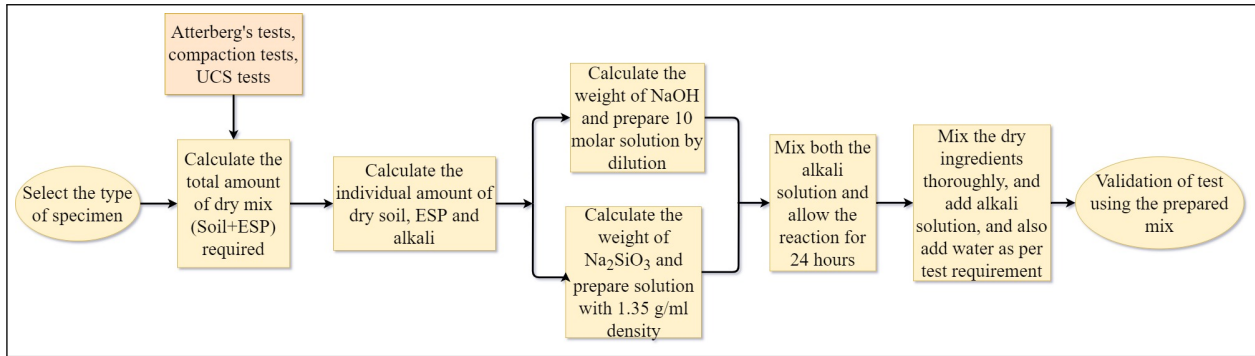 Atterberg's tests,
compaction tests,
UCS tests
Select the type
of specimen
Calculate the
total amount
of dry mix
(Soil+ESP)
required
Calculate the
individual amount of
dry soil, ESP and
alkali
Calculate the
weight of NaOH
and prepare 10
molar solution by
dilution
Calculate the
weight of
Na₂SiO₃ and
prepare solution
with 1.35 g/ml
density
Mix both the
alkali
solution and
allow the
reaction for
24 hours
Mix the dry
ingredients
thoroughly, and
add alkali
solution, and also
add water as per
test requirement
Validation of test
using the prepared
mix